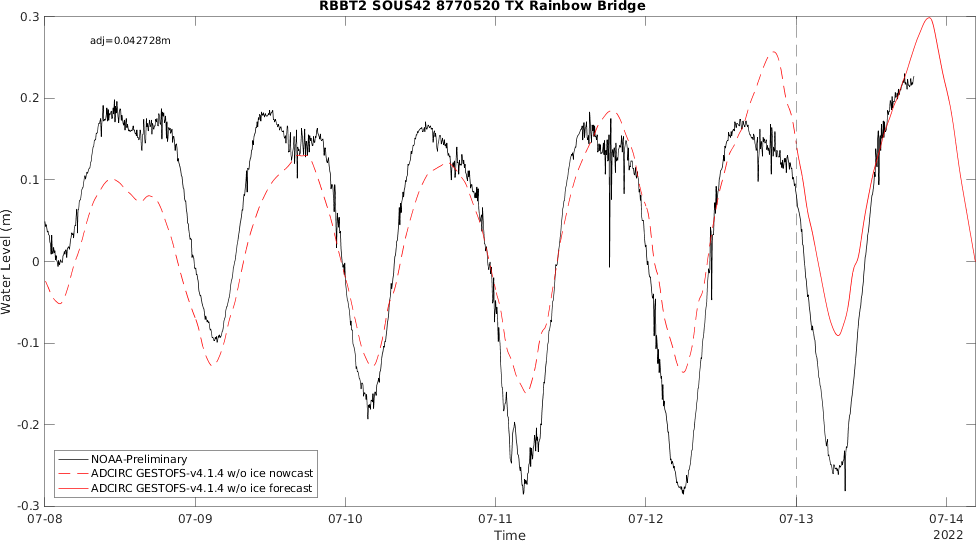 RBBT2 SOUS42 8770520 TX Rainbow Bridge
adj=0.042728m
0.3
0.2
0.1
0
-0.1
-0.2
-0.3
Water Level (m)
NOAA-Preliminary
ADCIRC GESTOFS-v4.1.4 w/o ice nowcast
ADCIRC GESTOFS-v4.1.4 w/o ice forecast
07-08 07-09 07-10 07-11 07-12 07-13 07-14
Time
2022